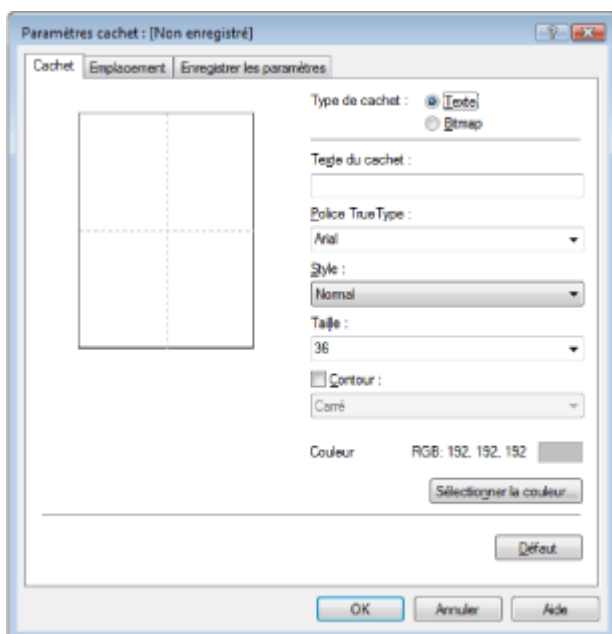 Paramètres cachet : [Non enregistré]
Cachet Emplacement Enregistrer les paramètres
Type de cachet : Texte
Bitmap
Texte du cachet :
Police TrueType :
Arial
Style :
Normal
Taille :
36
Contour :
Carré
Couleur RGB: 192, 192, 192
Sélectionner la couleur...
Défaut
OK Annuler Aide